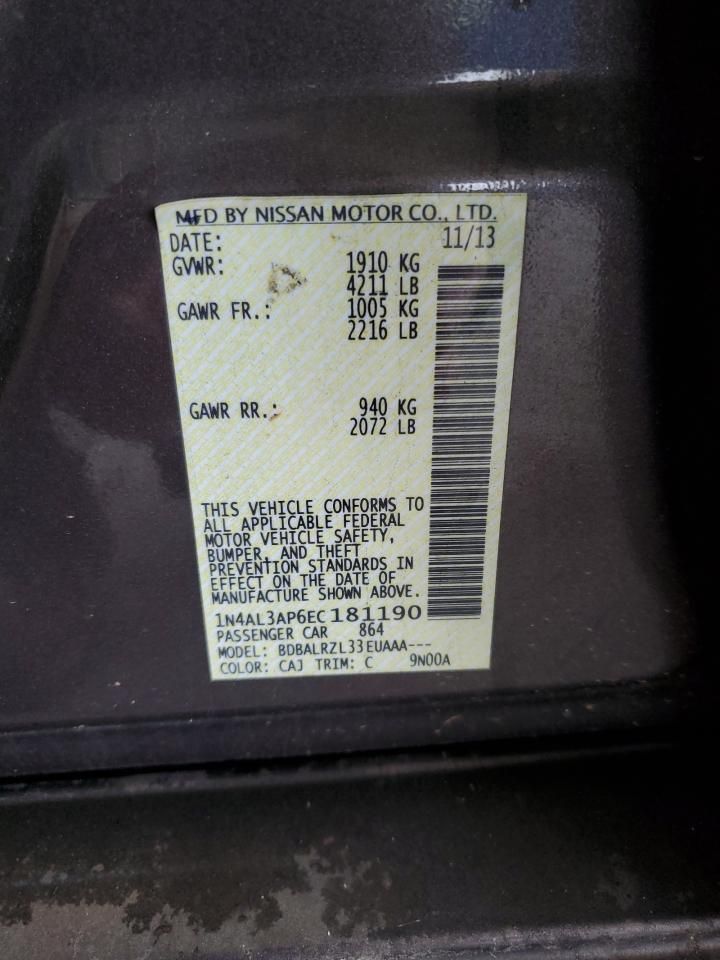 MFD BY NISSAN MOTOR CO., LTD.
DATE: 11/13
GVWR: 1910 KG
4211 LB
GAWR FR.: 1005 KG
2216 LB
GAWR RR.: 940 KG
2072 LB
THIS VEHICLE CONFORMS TO
ALL APPLICABLE FEDERAL
MOTOR VEHICLE SAFETY,
BUMPER, AND THEFT
PREVENTION STANDARDS IN
EFFECT ON THE DATE OF
MANUFACTURE SHOWN ABOVE.
1N4AL3AP6EC181190
PASSENGER CAR 864
MODEL: BDBALRZL33EUAAA---
COLOR: CAJ TRIM: C 9N00A